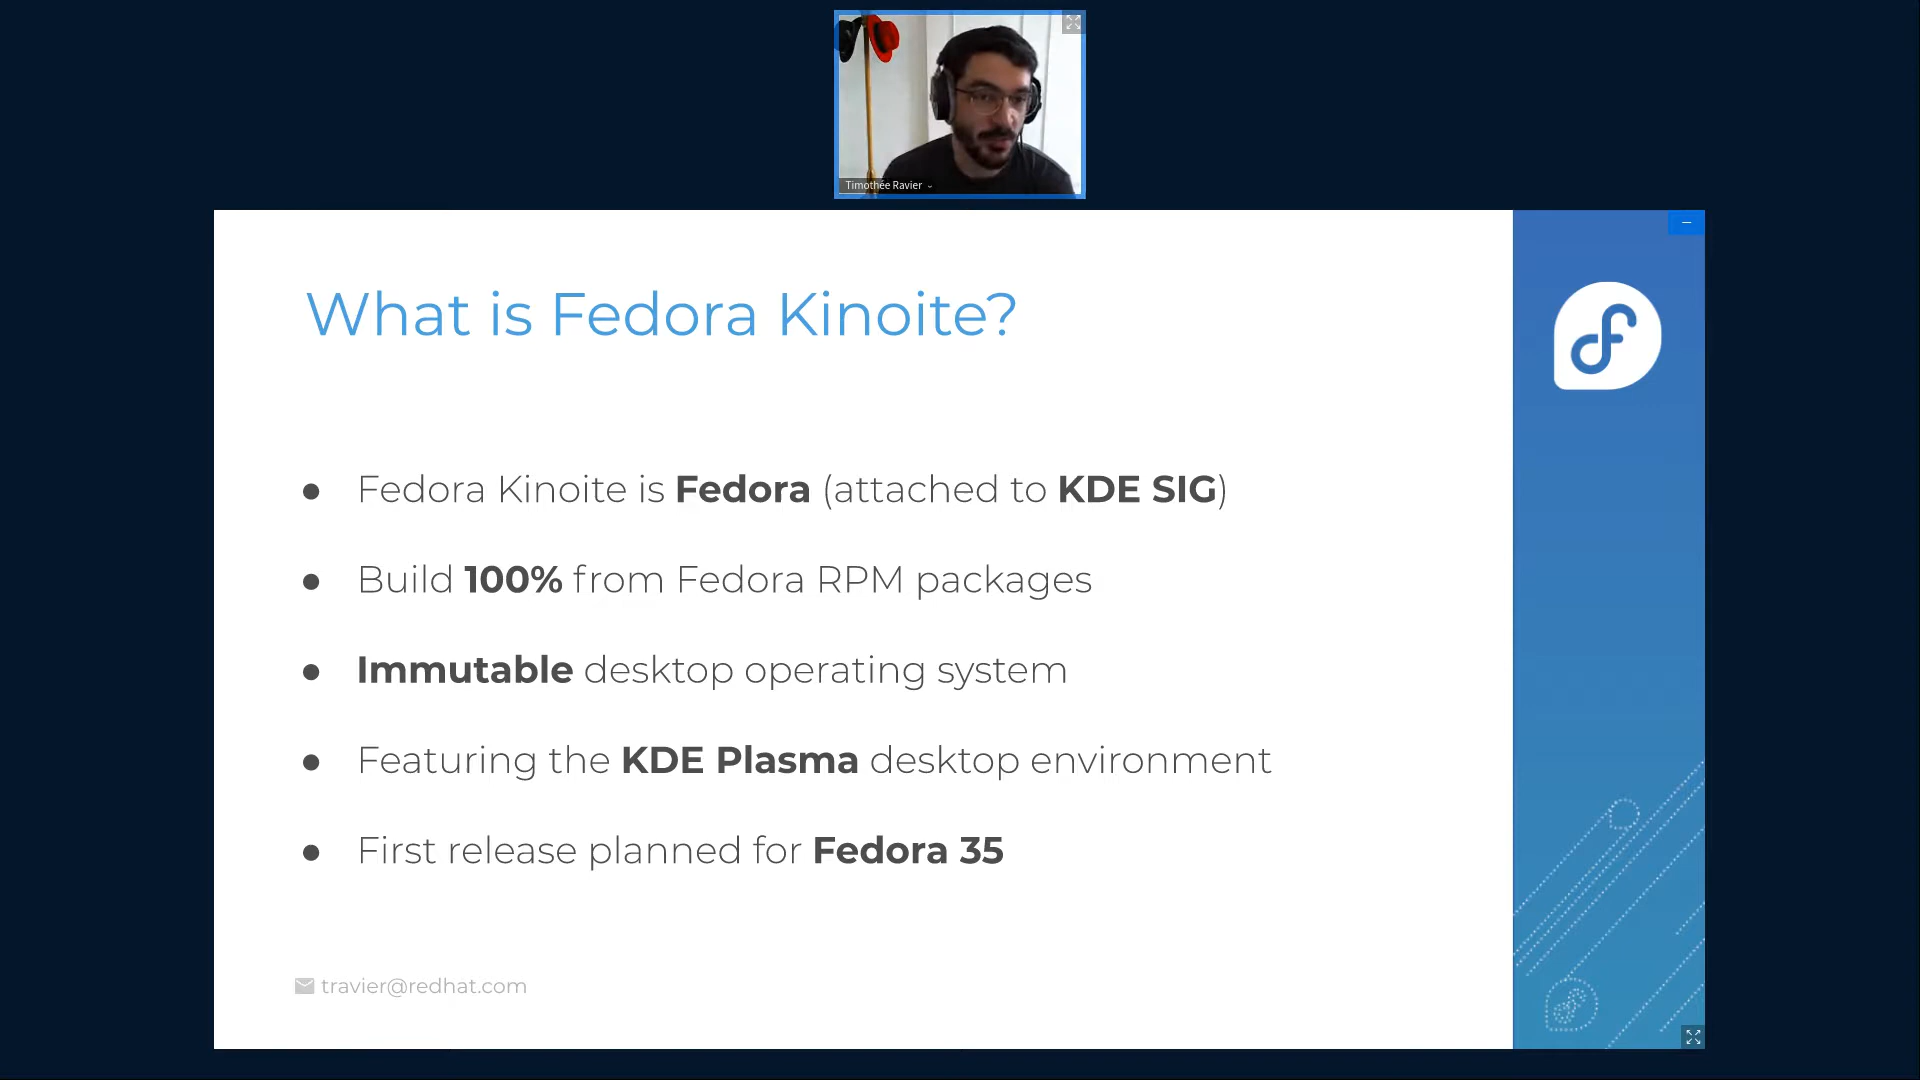 Timothée Ravier
What is Fedora Kinoite?
● Fedora Kinoite is Fedora (attached to KDE SIG)
● Build 100% from Fedora RPM packages
● Immutable desktop operating system
● Featuring the KDE Plasma desktop environment
● First release planned for Fedora 35
travier@redhat.com